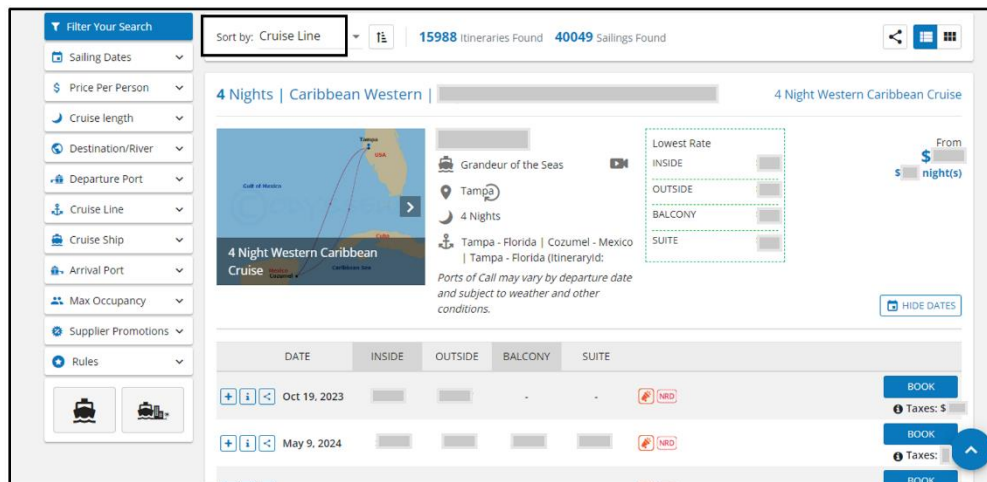 Filter Your Search
Sailing Dates
$ Price Per Person
Cruise length
Destination/River
Departure Port
Cruise Line
Cruise Ship
Arrival Port
Max Occupancy
Supplier Promotions
Rules
Sort by: Cruise Line
15988 Itineraries Found 40049 Sailings Found
4 Nights | Caribbean Western |
4 Night Western Caribbean Cruise
Tampa
USA
Gulf of Mexico
Cuba
Mexico
Cozumel
Caribbean Sea
4 Night Western Caribbean
Cruise
Grandeur of the Seas
Tampa
4 Nights
Tampa - Florida | Cozumel - Mexico
| Tampa - Florida (ItineraryId:
Ports of Call may vary by departure date
and subject to weather and other
conditions.
Lowest Rate
INSIDE
OUTSIDE
BALCONY
SUITE
From
$
$ night(s)
HIDE DATES
DATE INSIDE OUTSIDE BALCONY SUITE
+ i Oct 19, 2023 - - NRD BOOK
Taxes: $
+ i May 9, 2024 NRD BOOK
Taxes:
BOOK